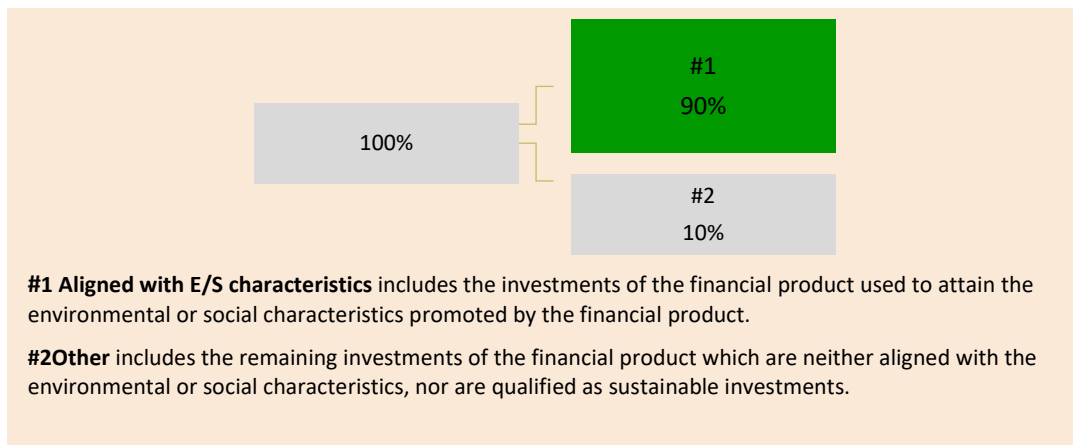 #1
90%
100%
#2
10%
#1 Aligned with E/S characteristics includes the investments of the financial product used to attain the
environmental or social characteristics promoted by the financial product.
#2Other includes the remaining investments of the financial product which are neither aligned with the
environmental or social characteristics, nor are qualified as sustainable investments.